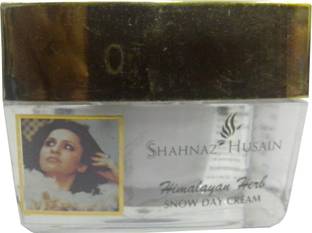 SHAHNAZ HUSAIN
Himalayan Herb
SNOW DAY CREAM